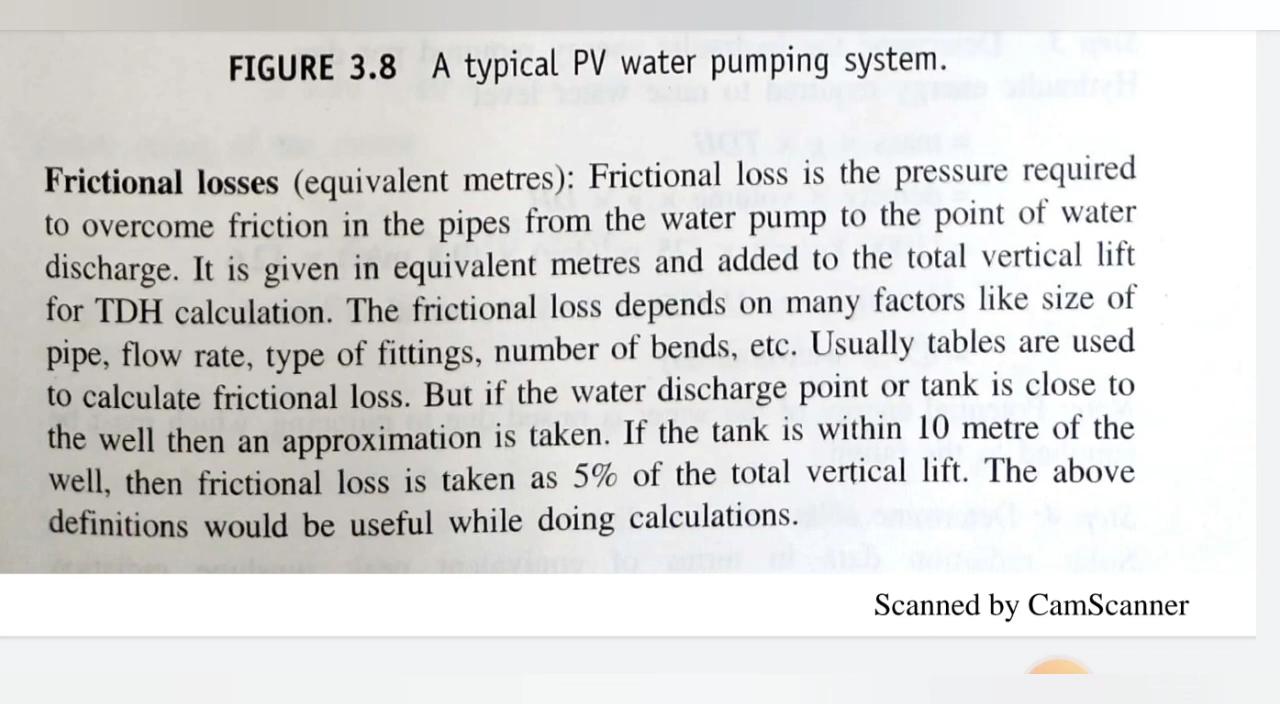 FIGURE 3.8 A typical PV water pumping system.
Frictional losses (equivalent metres): Frictional loss is the pressure required
to overcome friction in the pipes from the water pump to the point of water
discharge. It is given in equivalent metres and added to the total vertical lift
for TDH calculation. The frictional loss depends on many factors like size of
pipe, flow rate, type of fittings, number of bends, etc. Usually tables are used
to calculate frictional loss. But if the water discharge point or tank is close to
the well then an approximation is taken. If the tank is within 10 metre of the
well, then frictional loss is taken as 5% of the total vertical lift. The above
definitions would be useful while doing calculations.
Scanned by CamScanner